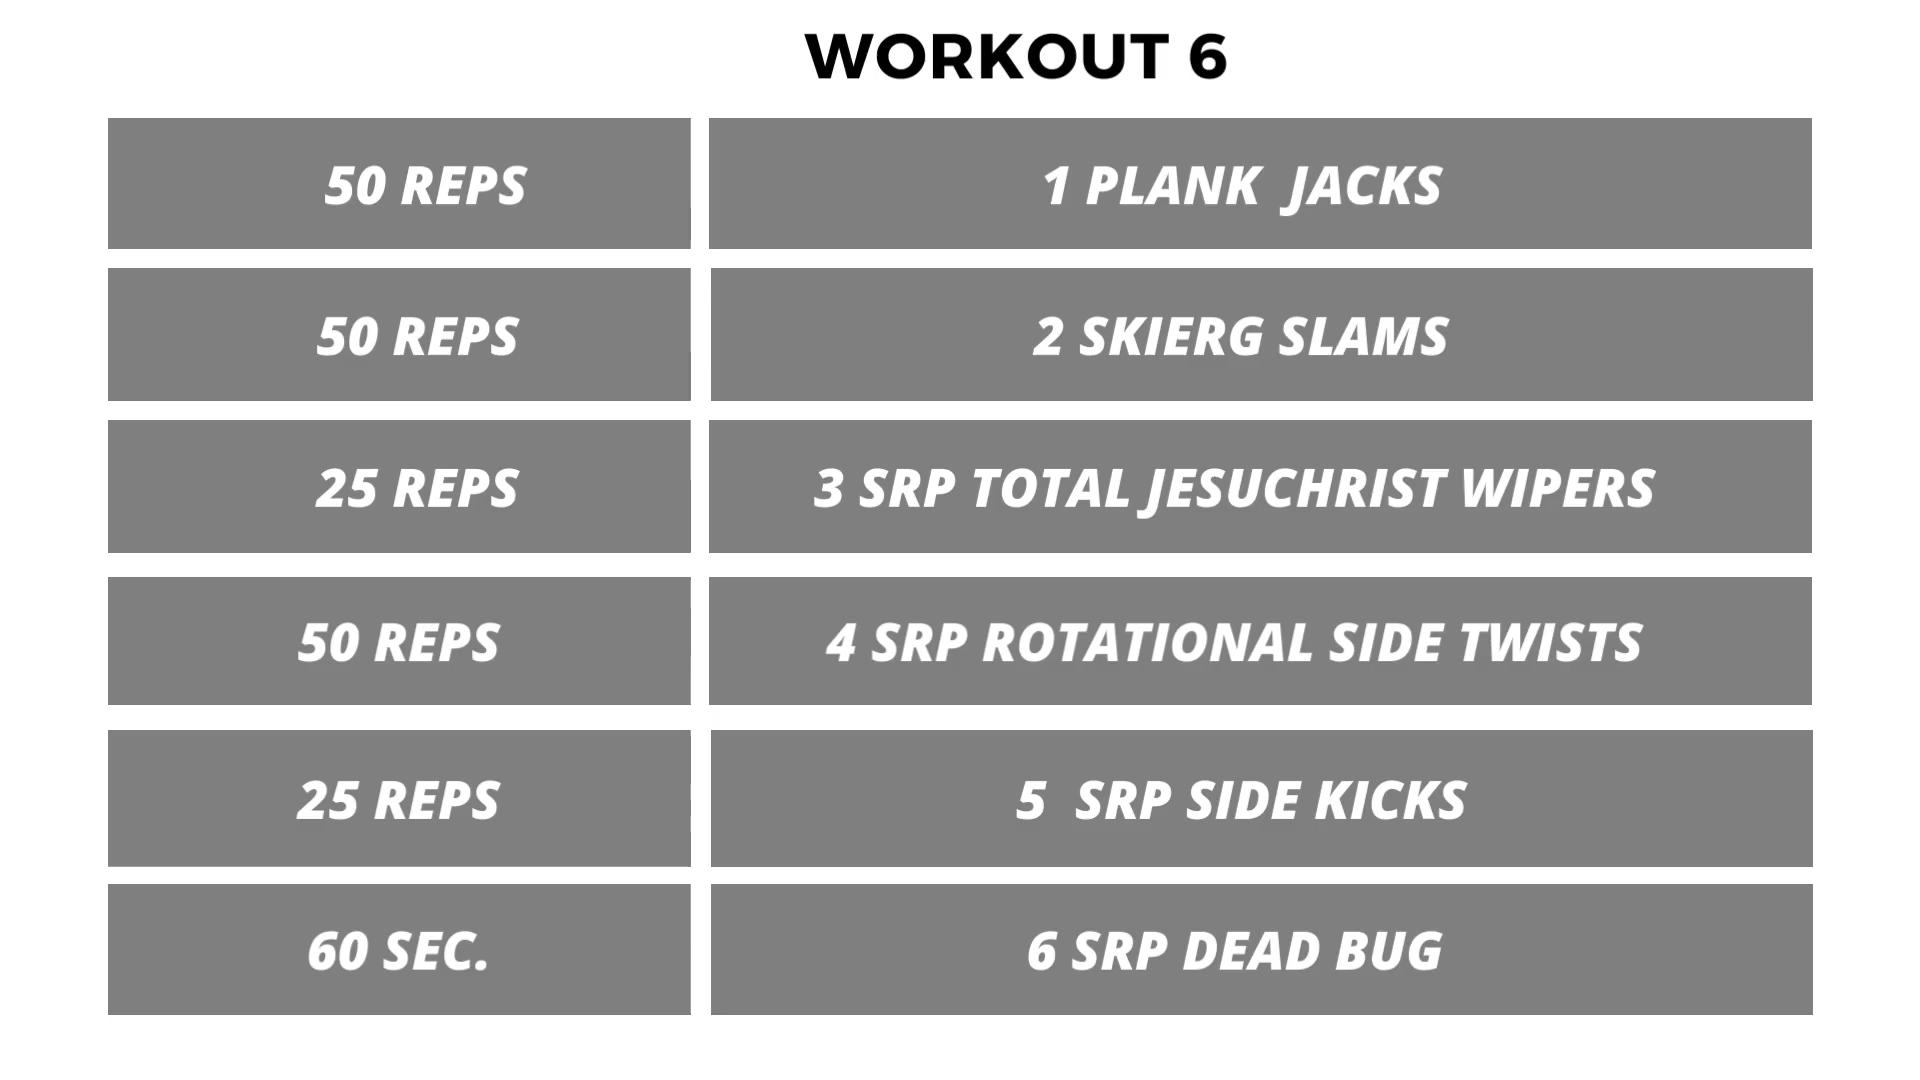 WORKOUT 6
50 REPS
1 PLANK JACKS
50 REPS
2 SKIERG SLAMS
25 REPS
3 SRP TOTAL JESUCHRIST WIPERS
50 REPS
4 SRP ROTATIONAL SIDE TWISTS
25 REPS
5 SRP SIDE KICKS
60 SEC.
6 SRP DEAD BUG